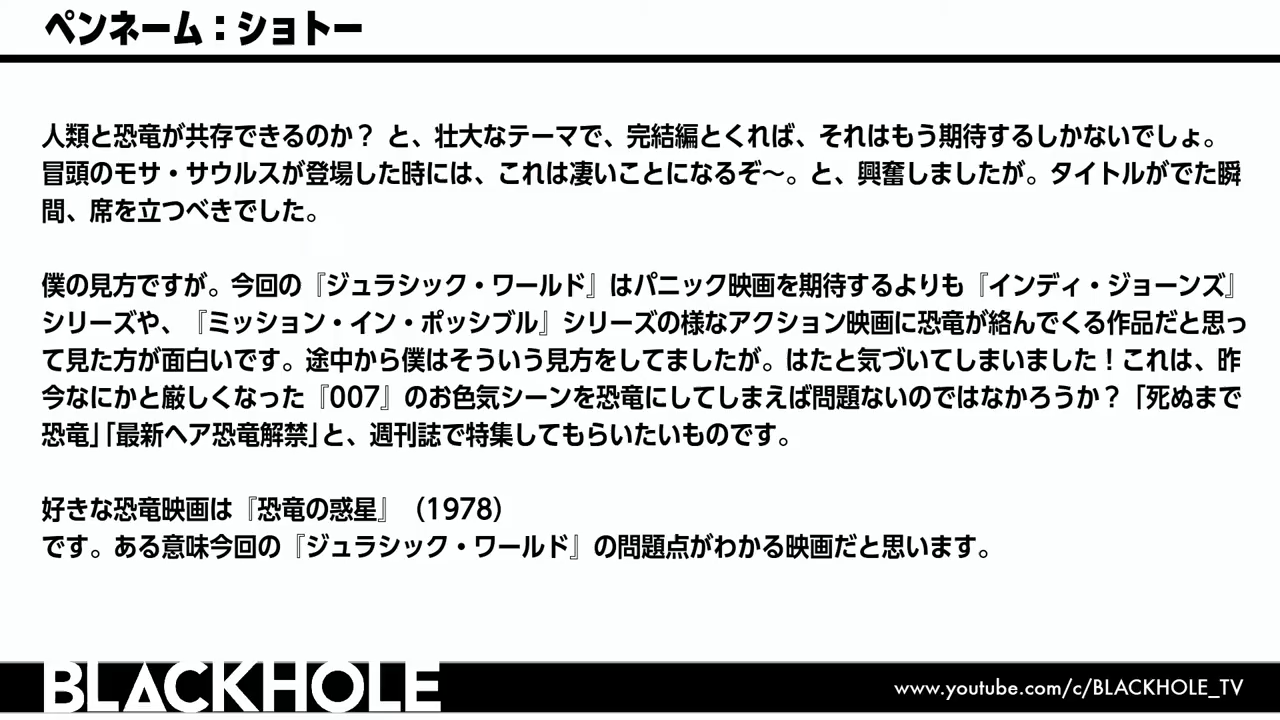 ペンネーム：ショトー
人類と恐竜が共存できるのか？ と、壮大なテーマで、完結編とくれば、それはもう期待するしかないでしょ。
冒頭のモサ・サウルスが登場した時には、これは凄いことになるぞ〜。と、興奮しましたが。タイトルがでた瞬
間、席を立つべきでした。
僕の見方ですが。今回の『ジュラシック・ワールド』はパニック映画を期待するよりも『インディ・ジョーンズ』
シリーズや、『ミッション・イン・ポッシブル』シリーズの様なアクション映画に恐竜が絡んでくる作品だと思っ
て見た方が面白いです。途中から僕はそういう見方をしてましたが。はたと気づいてしまいました！これは、昨
今なにかと厳しくなった『007』のお色気シーンを恐竜にしてしまえば問題ないのではなかろうか？「死ぬまで
恐竜」「最新ヘア恐竜解禁」と、週刊誌で特集してもらいたいものです。
好きな恐竜映画は『恐竜の惑星』（1978）
です。ある意味今回の『ジュラシック・ワールド』の問題点がわかる映画だと思います。
BLACKHOLE
www.youtube.com/c/BLACKHOLE_TV